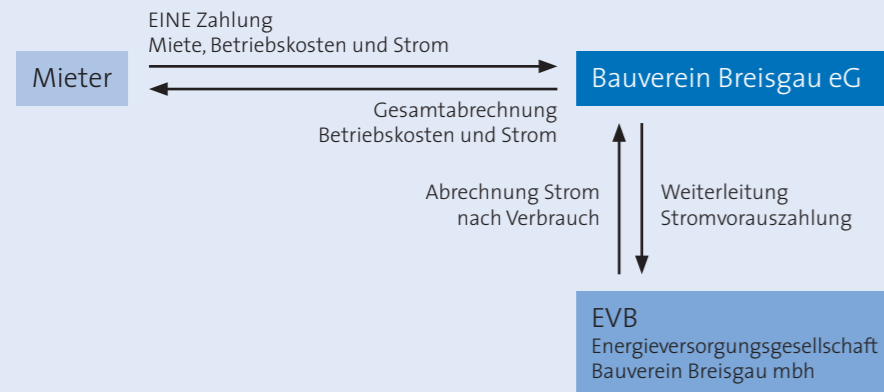 EINE Zahlung
Miete, Betriebskosten und Strom
Mieter
Bauverein Breisgau eG
Gesamtabrechnung
Betriebskosten und Strom
Abrechnung Strom
nach Verbrauch
Weiterleitung
Stromvorauszahlung
EVB
Energieversorgungsgesellschaft
Bauverein Breisgau mbh